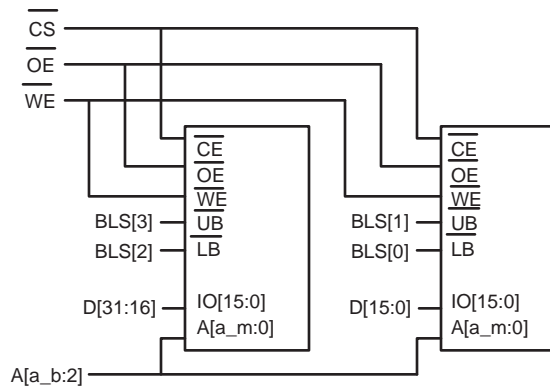 CS
OE
WE
CE
OE
WE
BLS[3] UB
BLS[2] LB
D[31:16] IO[15:0]
A[a_m:0]
CE
OE
WE
BLS[1] UB
BLS[0] LB
D[15:0] IO[15:0]
A[a_m:0]
A[a_b:2]